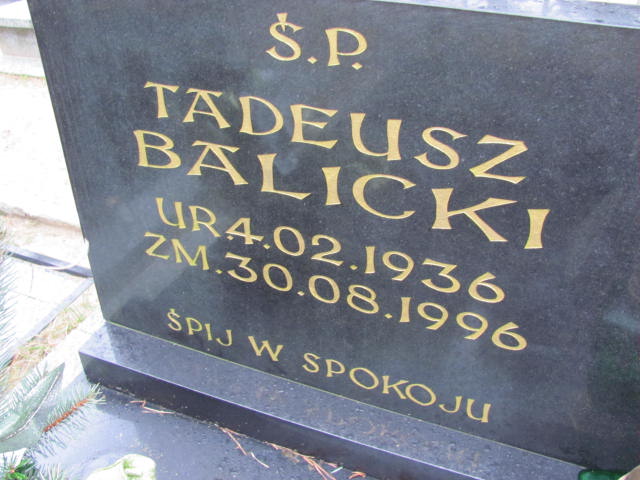 Ś.P.
TADEUSZ
BALICKI
UR.4.02.1936
ZM.30.08.1996
ŚPIJ W SPOKOJU